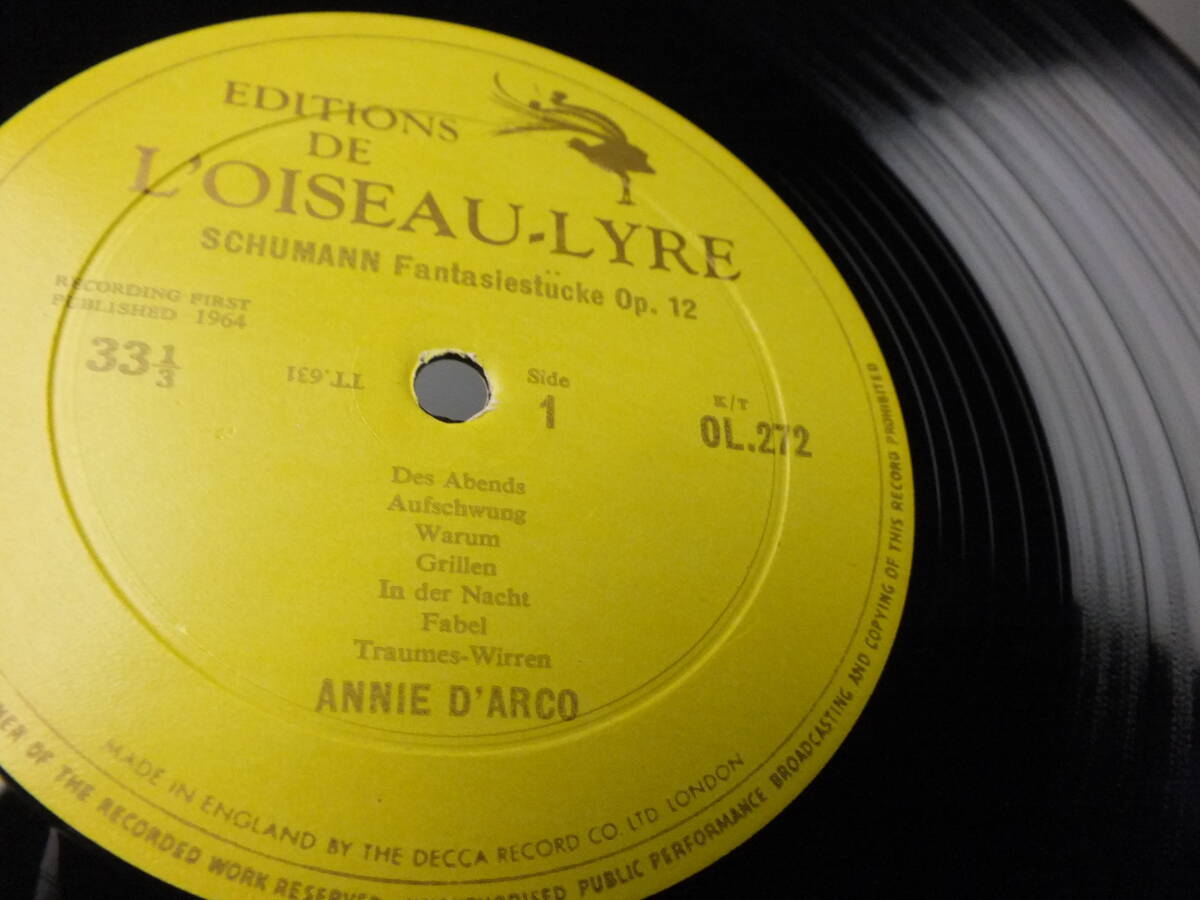 EDITIONS
DE
L'OISEAU-LYRE
SCHUMANN Fantasiestücke Op. 12
RECORDING FIRST
PUBLISHED 1964
33⅓
TT.631
Side
1
K/T
OL.272
Des Abends
Aufschwung
Warum
Grillen
In der Nacht
Fabel
Traumes-Wirren
ANNIE D'ARCO
MADE IN ENGLAND BY THE DECCA RECORD CO. LTD LONDON
OF THE RECORDED WORK RESERVED PUBLIC PERFORMANCE BROADCASTING AND COPYING OF THIS RECORD PROHIBITED